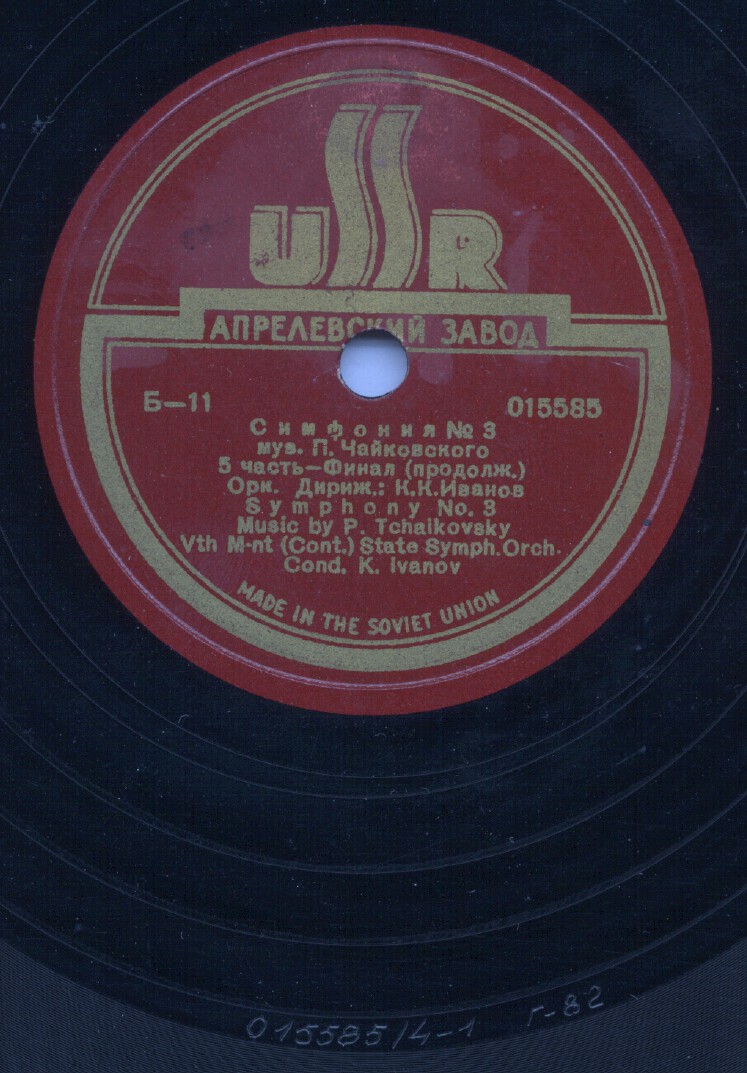 USSR
АПРЕЛЕВСКИЙ ЗАВОД
Б—11 015585
Симфония № 3
муз. П. Чайковского
5 часть—Финал (продолж.)
Орк. Дириж.: К.К.Иванов
Symphony No. 3
Music by P. Tchaikovsky
Vth M-nt (Cont.) State Symph. Orch.
Cond. K. Ivanov
MADE IN THE SOVIET UNION
015585/4-1 г-82